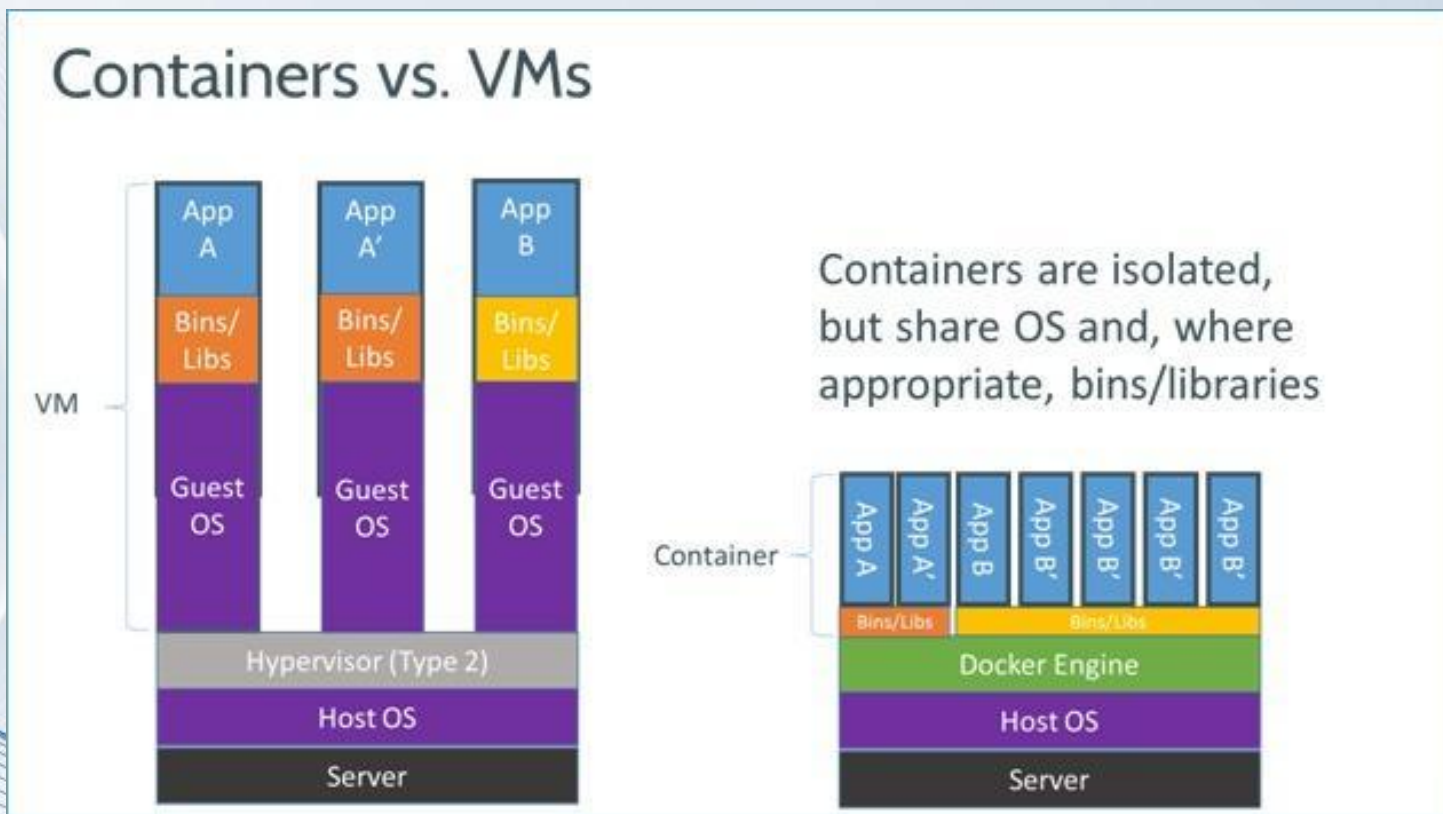 Containers vs. VMs
App
A
App
A'
App
B
Bins/
Libs
Bins/
Libs
Bins/
Libs
VM
Guest
OS
Guest
OS
Guest
OS
Hypervisor (Type 2)
Host OS
Server
Containers are isolated,
but share OS and, where
appropriate, bins/libraries
Container
App A
App A'
App B
App B'
App B'
App B'
App B'
Bins/Libs
Bins/Libs
Docker Engine
Host OS
Server